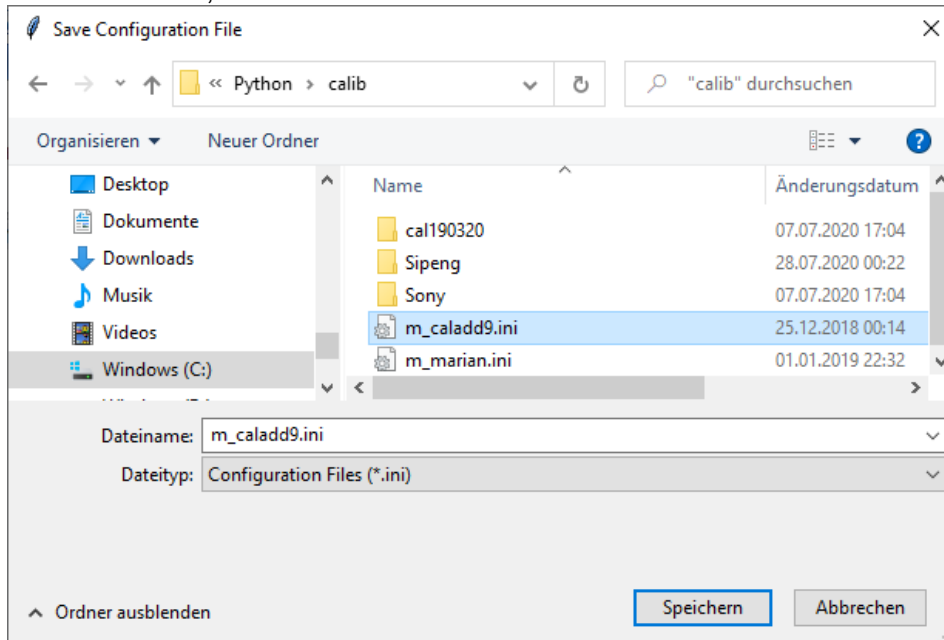 Save Configuration File
« Python › calib
"calib" durchsuchen
Organisieren Neuer Ordner
Desktop
Dokumente
Downloads
Musik
Videos
Windows (C:)
Name Änderungsdatum
cal190320 07.07.2020 17:04
Sipeng 28.07.2020 00:22
Sony 07.07.2020 17:04
m_caladd9.ini 25.12.2018 00:14
m_marian.ini 01.01.2019 22:32
Dateiname: m_caladd9.ini
Dateityp: Configuration Files (*.ini)
Ordner ausblenden
Speichern Abbrechen